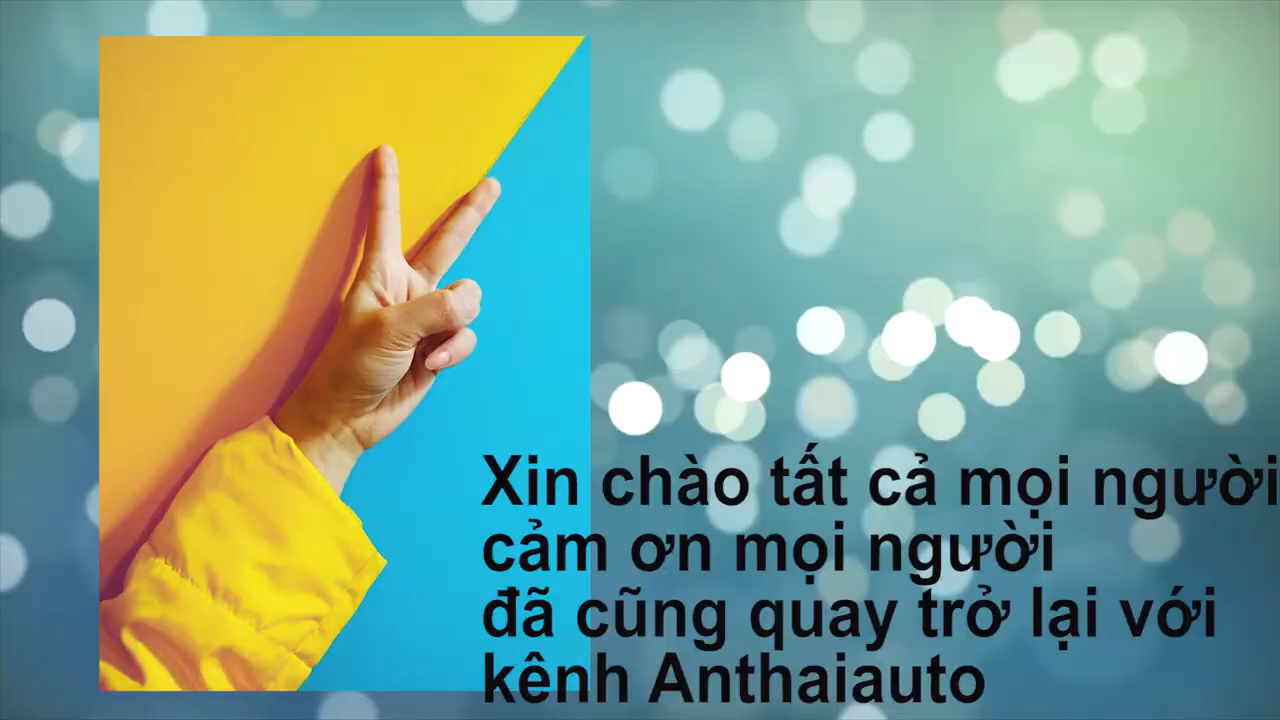 Xin chào tất cả mọi người
cảm ơn mọi người
đã cũng quay trở lại với
kênh Anthaiauto